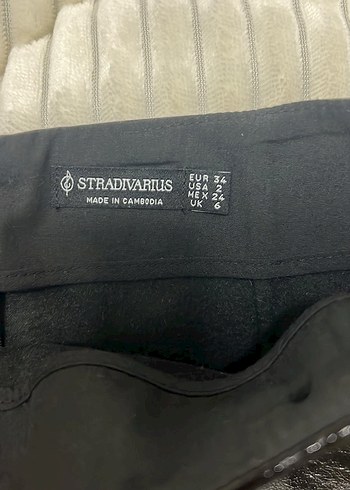 STRADIVARIUS
MADE IN CAMBODIA
EUR 34
USA 2
MEX 24
UK 6